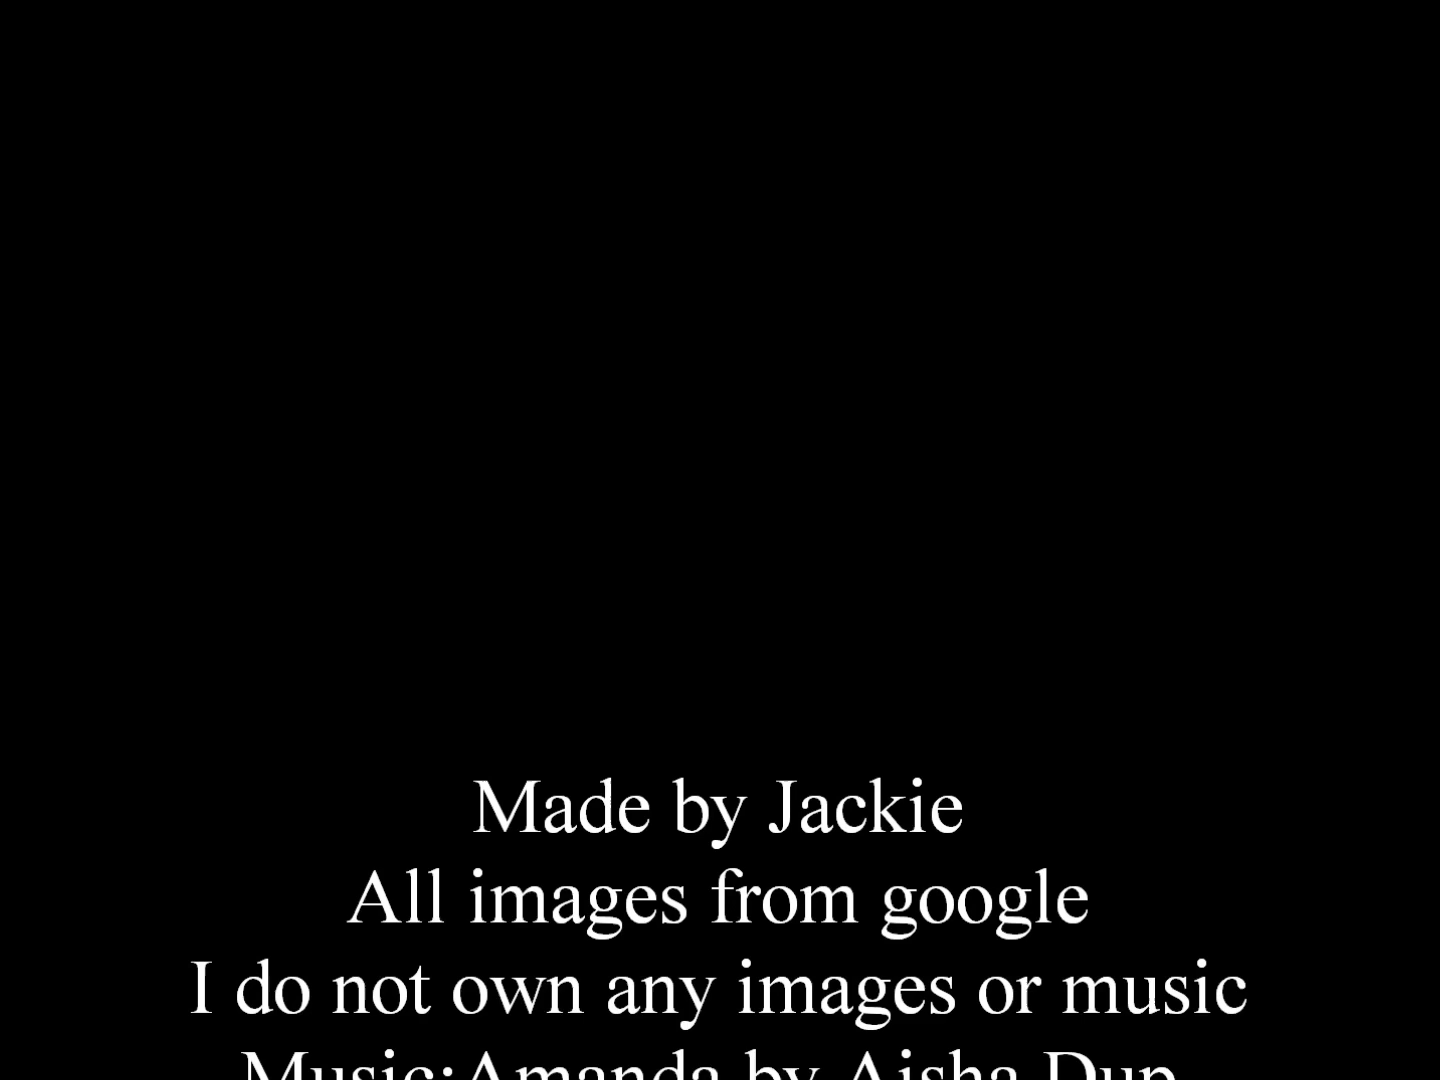 Made by Jackie
All images from google
I do not own any images or music
Music:Amanda by Aisha